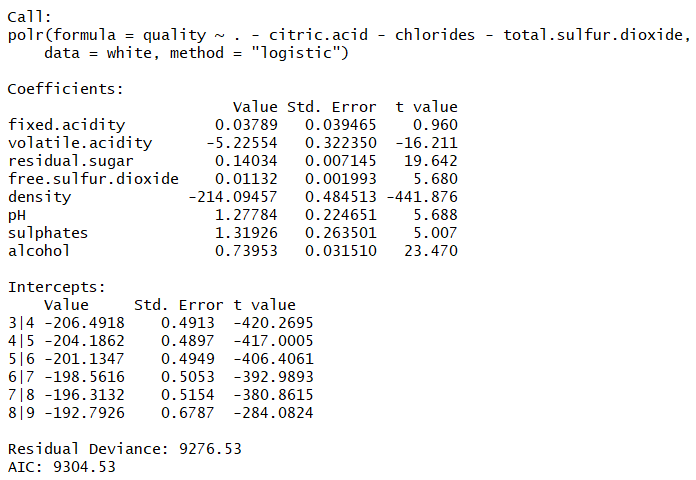 Call:
polr(formula = quality ~ . - citric.acid - chlorides - total.sulfur.dioxide,
    data = white, method = "logistic")

Coefficients:
                         Value Std. Error  t value
fixed.acidity          0.03789   0.039465    0.960
volatile.acidity      -5.22554   0.322350  -16.211
residual.sugar         0.14034   0.007145   19.642
free.sulfur.dioxide    0.01132   0.001993    5.680
density             -214.09457   0.484513 -441.876
pH                     1.27784   0.224651    5.688
sulphates              1.31926   0.263501    5.007
alcohol                0.73953   0.031510   23.470

Intercepts:
    Value     Std. Error t value
3|4 -206.4918    0.4913  -420.2695
4|5 -204.1862    0.4897  -417.0005
5|6 -201.1347    0.4949  -406.4061
6|7 -198.5616    0.5053  -392.9893
7|8 -196.3132    0.5154  -380.8615
8|9 -192.7926    0.6787  -284.0824

Residual Deviance: 9276.53
AIC: 9304.53